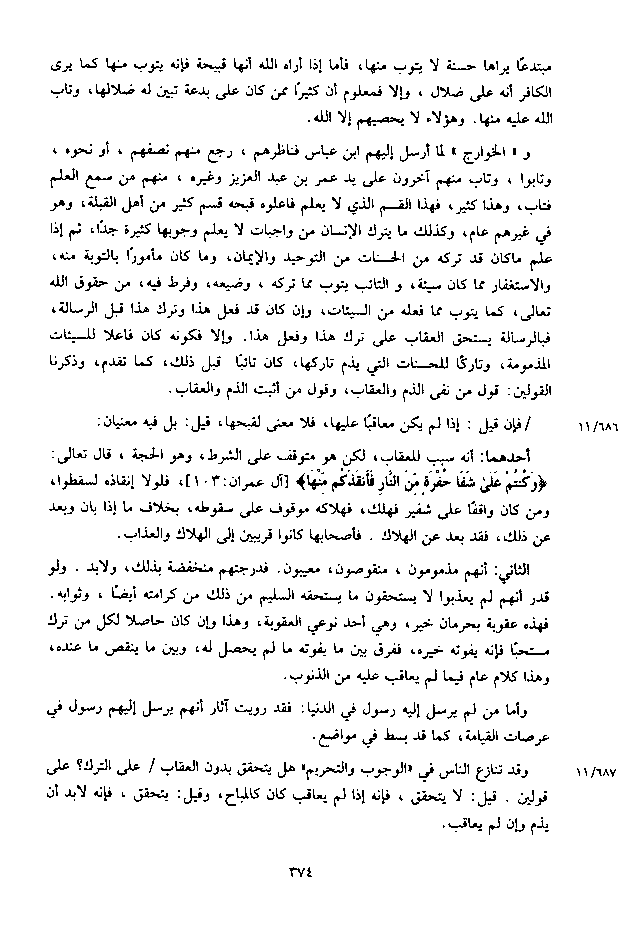 مبتدعًا يراها حسنة لا يتوب منها، فأما إذا أراه الله أنها قبيحة فإنه يتوب منها كما يرى
الكافر أنه على ضلال ، وإلا فمعلوم أن كثيرًا ممن كان على بدعة تبين له ضلالها، وتاب
الله عليه منها. وهؤلاء لا يحصيهم إلا الله.
و « الخوارج » لما أرسل إليهم ابن عباس فناظرهم ، رجع منهم نصفهم ، أو نحوه ،
وتابوا ، وتاب منهم آخرون على يد عمر بن عبد العزيز وغيره ، منهم من سمع العلم
فتاب، وهذا كثير، فهذا القسم الذي لا يعلم فاعلوه قبحه قسم كثير من أهل القبلة، وهو
في غيرهم عام، وكذلك ما يترك الإنسان من واجبات لا يعلم وجوبها كثيرة جدًا، ثم إذا
علم ماكان قد تركه من الحسنات من التوحيد والإيمان، وما كان مأمورًا بالتوبة منه،
والاستغفار مما كان سيئة، و التائب يتوب مما تركه ، وضيعه، وفرط فيه، من حقوق الله
تعالى، كما يتوب مما فعله من السيئات، وإن كان قد فعل هذا وترك هذا قبل الرسالة،
فبالرسالة يستحق العقاب على ترك هذا وفعل هذا. وإلا فكونه كان فاعلا للسيئات
المذمومة، وتاركًا للحسنات التي يذم تاركها، كان تائبًا قبل ذلك، كما تقدم، وذكرنا
القولين: قول من نفى الذم والعقاب، وقول من أثبت الذم والعقاب.
١١/٦٨٦ / فإن قيل : إذا لم يكن معاقبًا عليها، فلا معنى لقبحها، قيل: بل فيه معنيان:
أحدهما: أنه سبب للعقاب، لكن هو متوقف على الشرط، وهو الحجة ، قال تعالى:
﴿وَكُنتُمْ عَلَىٰ شَفَا حُفْرَةٍ مِّنَ النَّارِ فَأَنقَذَكُم مِّنْهَا﴾ [آل عمران:١٠٣]، فلولا إنقاذه لسقطوا،
ومن كان واقفًا على شفير فهلك، فهلاكه موقوف على سقوطه، بخلاف ما إذا بان وبعد
عن ذلك، فقد بعد عن الهلاك . فأصحابها كانوا قريبين إلى الهلاك والعذاب.
الثاني: أنهم مذمومون ، منقوصون، معيبون. فدرجتهم منخفضة بذلك، ولابد . ولو
قدر أنهم لم يعذبوا لا يستحقون ما يستحقه السليم من ذلك من كرامته أيضًا ، وثوابه.
فهذه عقوبة بحرمان خير، وهي أحد نوعي العقوبة، وهذا وإن كان حاصلا لكل من ترك
مستحبًا فإنه يفوته خيره، ففرق بين ما يفوته ما لم يحصل له، وبين ما ينقص ما عنده،
وهذا كلام عام فيما لم يعاقب عليه من الذنوب.
وأما من لم يرسل إليه رسول في الدنيا: فقد رويت آثار أنهم يرسل إليهم رسول في
عرصات القيامة، كما قد بسط في مواضع.
١١/٦٨٧ وقد تنازع الناس في «الوجوب والتحريم» هل يتحقق بدون العقاب / على الترك؟ على
قولين . قيل: لا يتحقق ، فإنه إذا لم يعاقب كان كالمباح، وقيل: يتحقق ، فإنه لابد أن
يذم وإن لم يعاقب.
٣٧٤